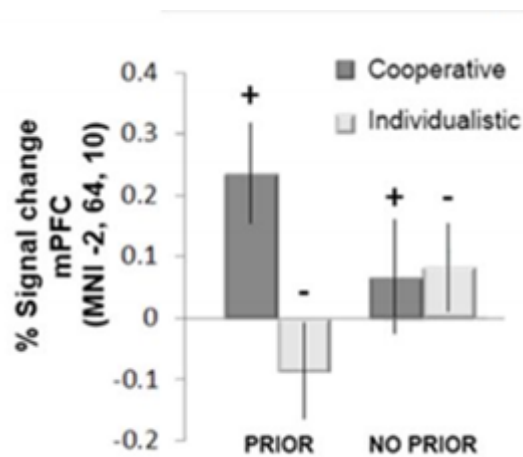 % Signal change
mPFC
(MNI -2, 64, 10)
0.4
0.3
0.2
0.1
0
-0.1
-0.2
Cooperative
Individualistic
+
-
+
-
PRIOR
NO PRIOR